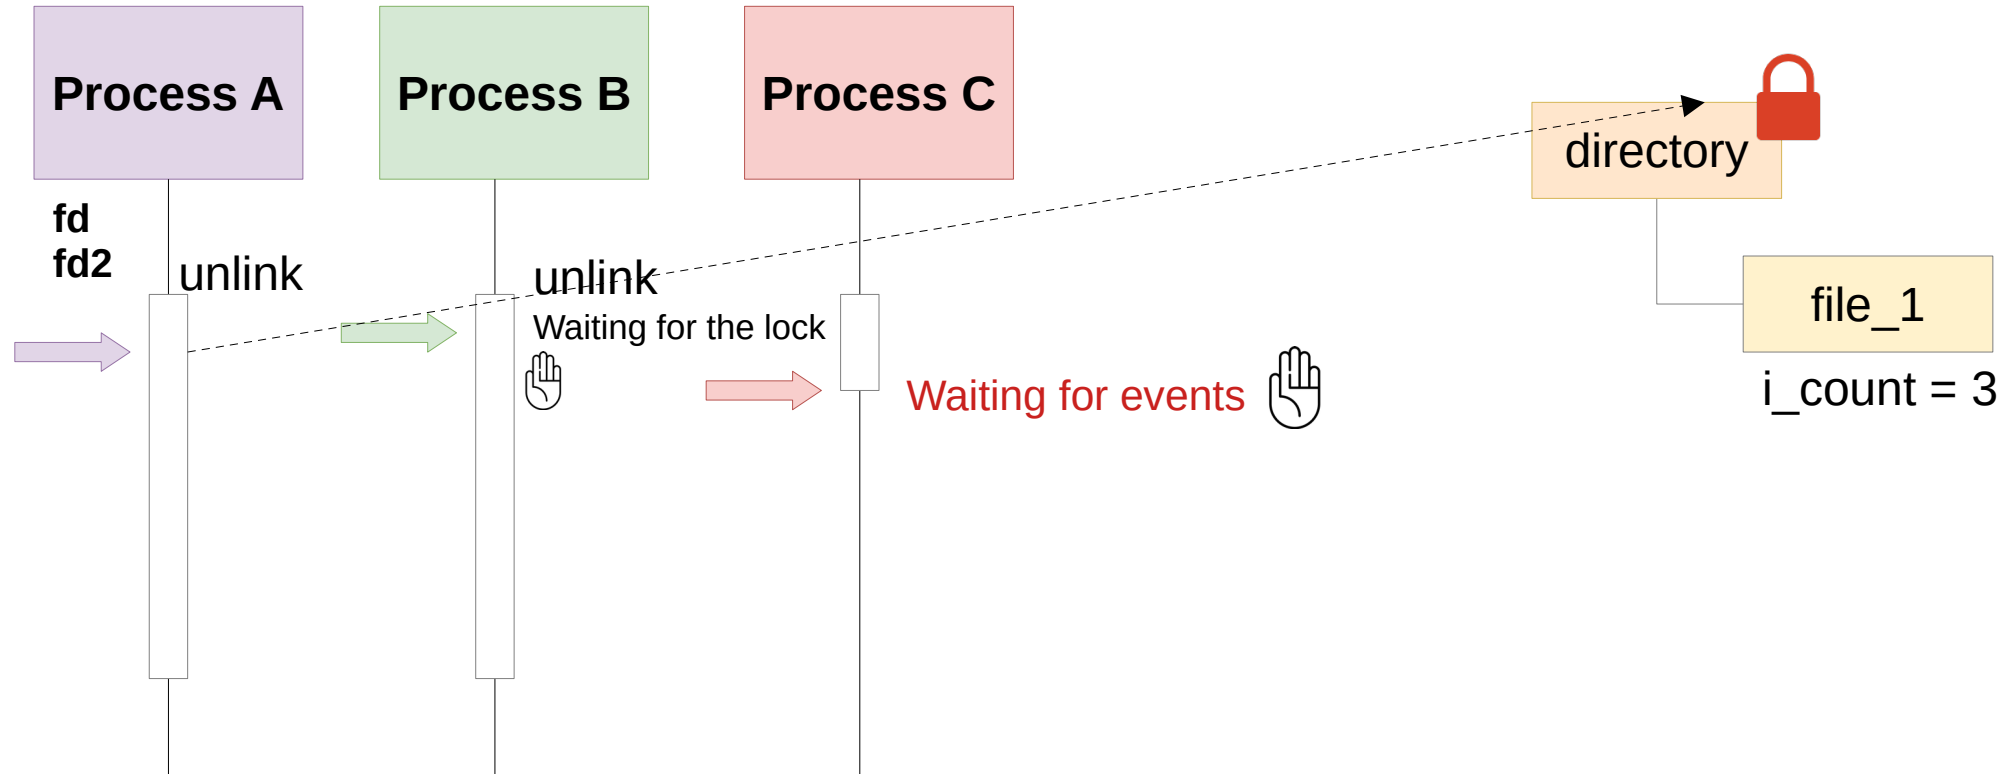 Process A
Process B
Process C
directory
fd
fd2
unlink
unlink
Waiting for the lock
file_1
Waiting for events
i_count = 3